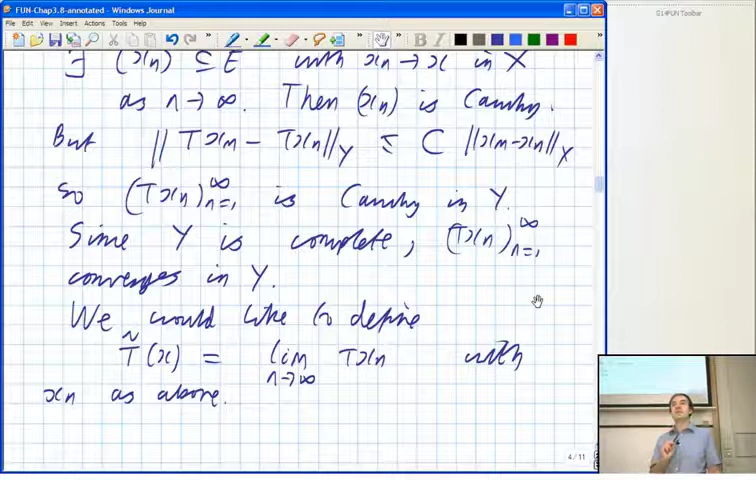 FUN-Chap3.8-annotated - Windows Journal
G14FUN Toolbar
File Edit View Insert Actions Tools Help
B
∃ (xn) ⊆ E with xn → x in X
as n → ∞. Then (xn) is Cauchy.
But || Txm - Txn ||Y ≤ C ||xm-xn||X
So (Txn)∞n=1 is Cauchy in Y.
Since Y is complete, (Txn)∞n=1
converges in Y.
We would like to define
T̃(x) = lim n→∞ Txn with
xn as above.
4 / 11